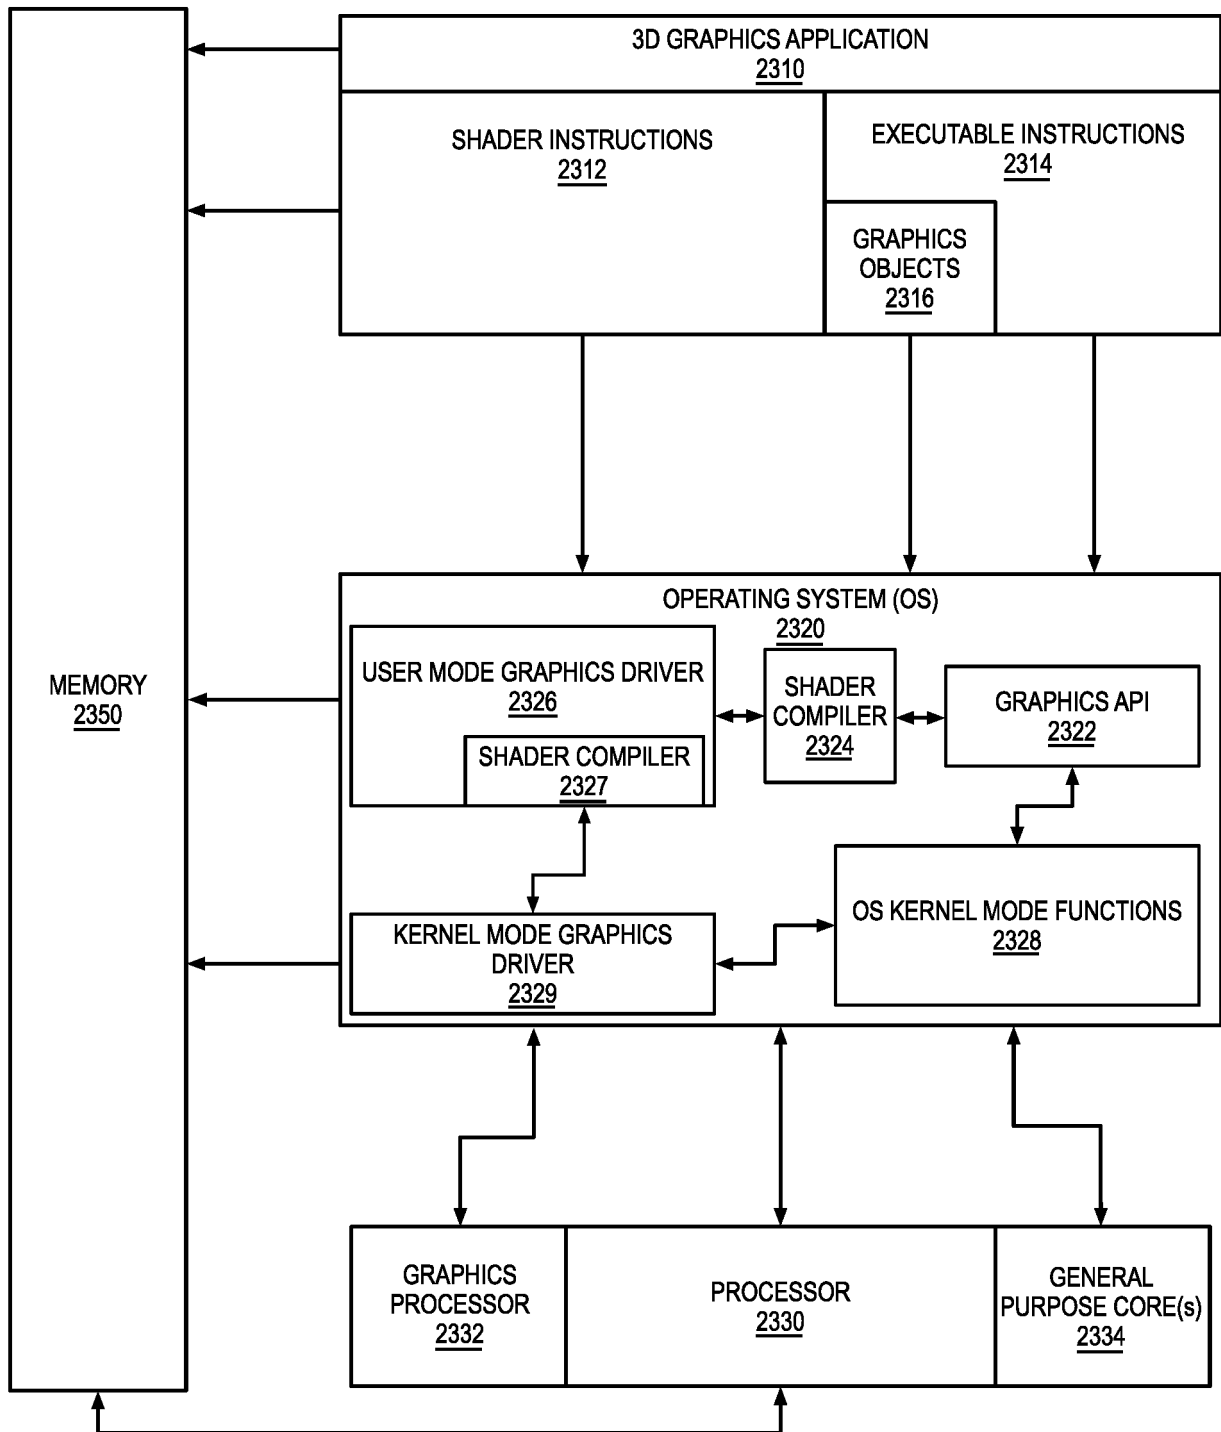 3D GRAPHICS APPLICATION
2310
SHADER INSTRUCTIONS
2312
EXECUTABLE INSTRUCTIONS
2314
GRAPHICS
OBJECTS
2316
MEMORY
2350
OPERATING SYSTEM (OS)
2320
USER MODE GRAPHICS DRIVER
2326
SHADER COMPILER
2327
SHADER
COMPILER
2324
GRAPHICS API
2322
KERNEL MODE GRAPHICS
DRIVER
2329
OS KERNEL MODE FUNCTIONS
2328
GRAPHICS
PROCESSOR
2332
PROCESSOR
2330
GENERAL
PURPOSE CORE(s)
2334